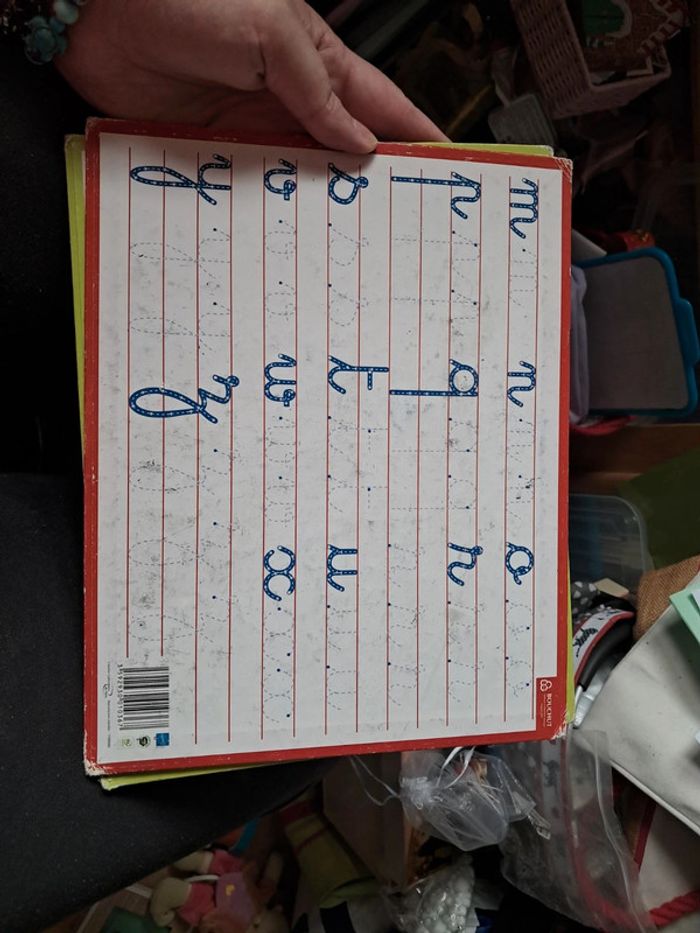 m n o
p q r
s t u
v w x
y z
BOUCHUT